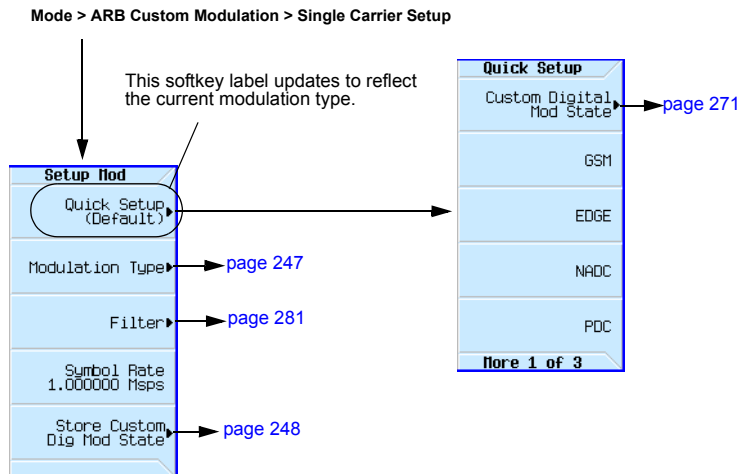 Mode > ARB Custom Modulation > Single Carrier Setup
This softkey label updates to reflect
the current modulation type.
Setup Mod
Quick Setup
(Default)
Modulation Type
page 247
Filter
page 281
Symbol Rate
1.000000 Msps
Store Custom
Dig Mod State
page 248
Quick Setup
Custom Digital
Mod State
page 271
GSM
EDGE
NADC
PDC
More 1 of 3